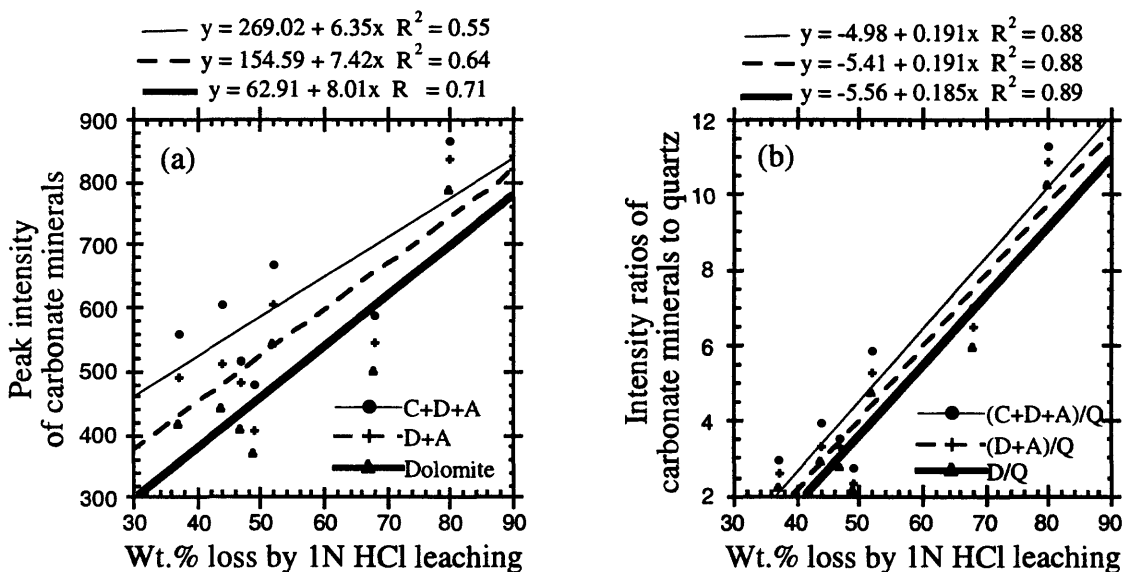 y = 269.02 + 6.35x R² = 0.55
y = 154.59 + 7.42x R² = 0.64
y = 62.91 + 8.01x R = 0.71
(a)
Peak intensity
of carbonate minerals
900
800
700
600
500
400
300
C+D+A
D+A
Dolomite
30 40 50 60 70 80 90
Wt.% loss by 1N HCl leaching
y = -4.98 + 0.191x R² = 0.88
y = -5.41 + 0.191x R² = 0.88
y = -5.56 + 0.185x R² = 0.89
(b)
Intensity ratios of
carbonate minerals to quartz
12
10
8
6
4
2
(C+D+A)/Q
(D+A)/Q
D/Q
30 40 50 60 70 80 90
Wt.% loss by 1N HCl leaching